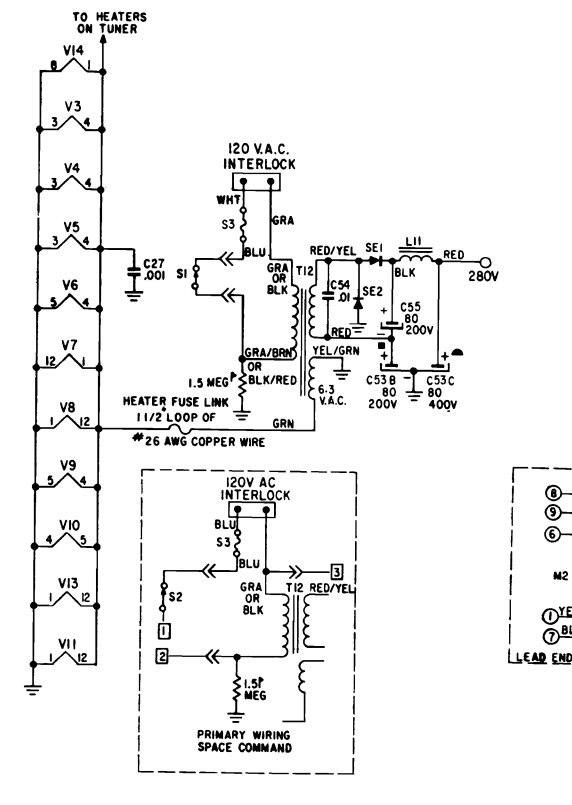 TO HEATERS
ON TUNER
V14
8 1
V3
3 4
V4
3 4
V5
3 4
C27
.001
V6
5 4
V7
12 1
V8
1 12
V9
5 4
V10
4 5
V13
1 12
V11
1 12
120 V.A.C.
INTERLOCK
WHT
S3
GRA
BLU
S1
GRA
OR
BLK
T12
RED/YEL
SE1
L11
RED
BLK
280V
C54
.01
SE2
C55
80
200V
RED
YEL/GRN
GRA/BRN
OR
BLK/RED
1.5 MEG
6.3
V.A.C.
C53B
80
200V
C53C
80
400V
HEATER FUSE LINK
1 1/2" LOOP OF
#26 AWG COPPER WIRE
GRN
120V AC
INTERLOCK
BLU
S3
BLU
3
S2
GRA
OR
BLK
T12
RED/YEL
1
2
1.5
MEG
PRIMARY WIRING
SPACE COMMAND
8
9
6
M2
1 YE
7
LEAD END